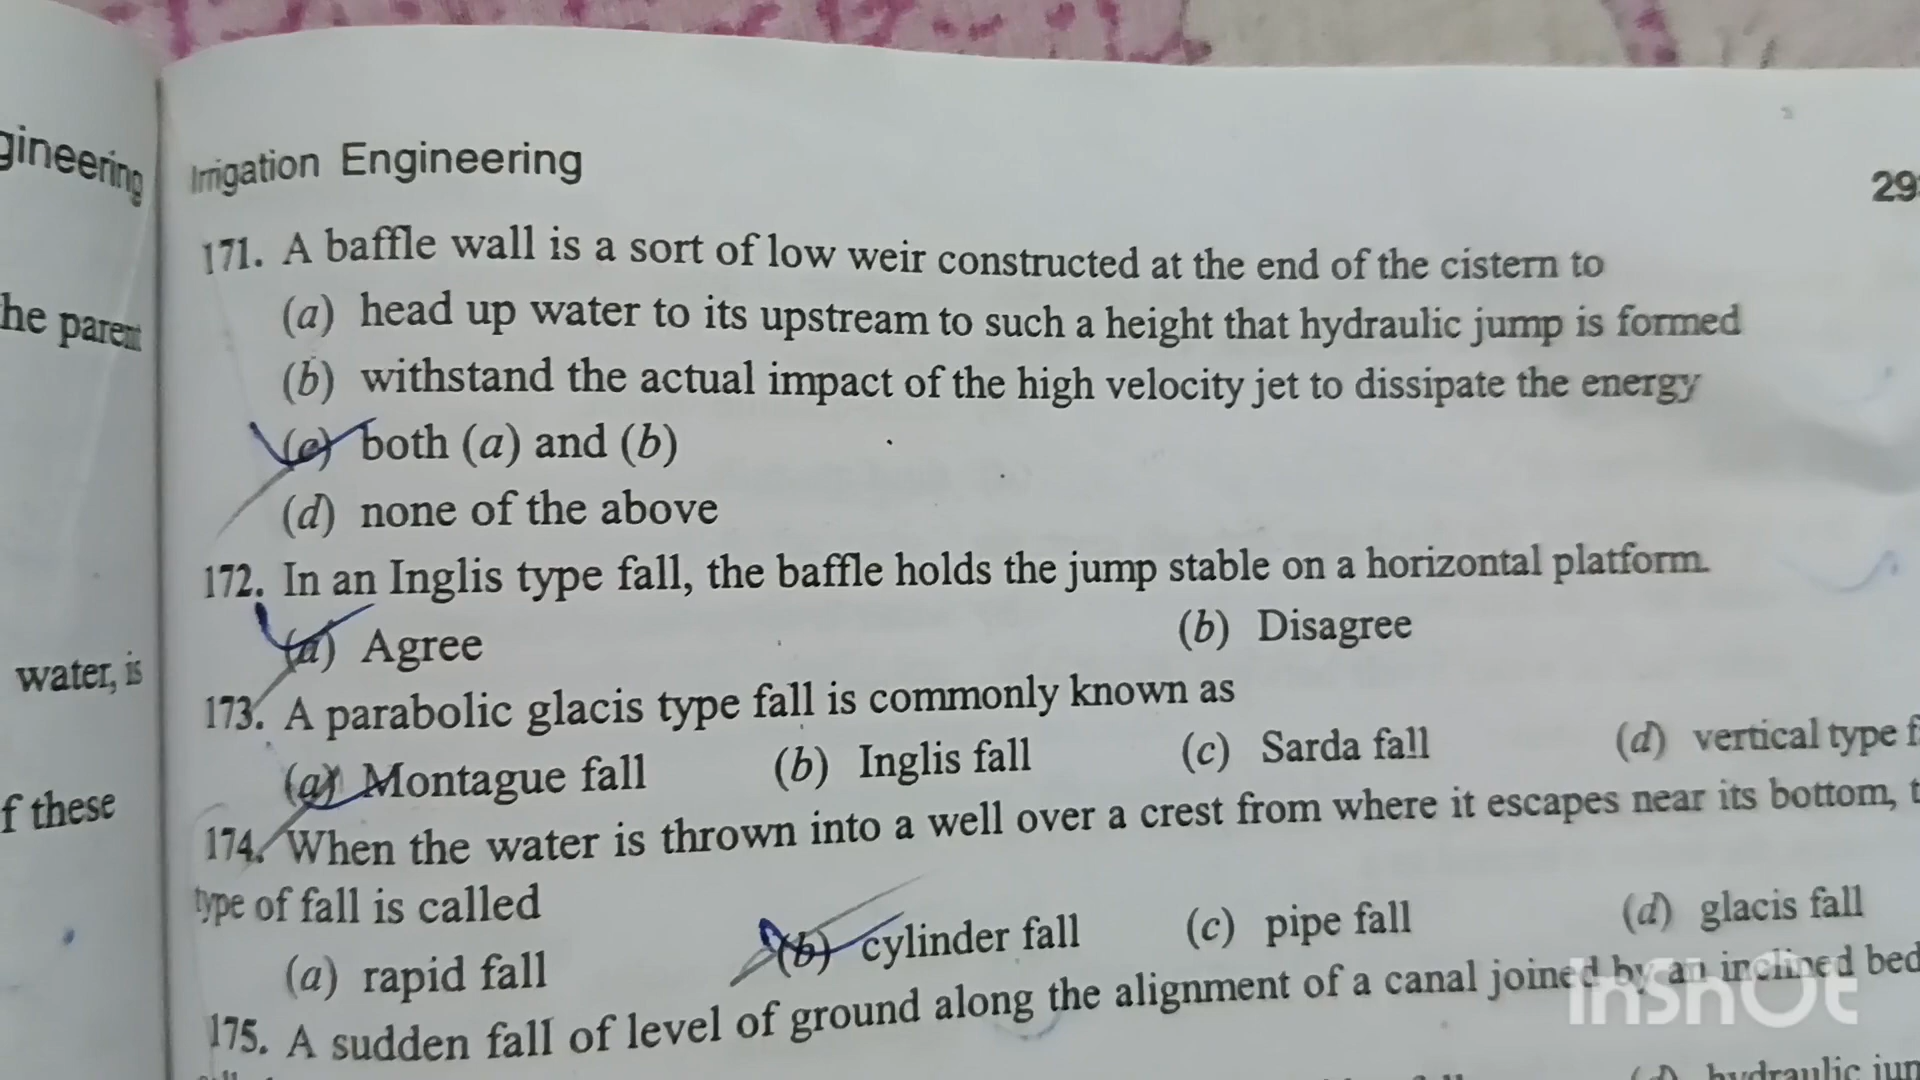 gineering
he parent
water, is
f these
Irrigation Engineering
29
171. A baffle wall is a sort of low weir constructed at the end of the cistern to
(a) head up water to its upstream to such a height that hydraulic jump is formed
(b) withstand the actual impact of the high velocity jet to dissipate the energy
(c) both (a) and (b)
(d) none of the above
172. In an Inglis type fall, the baffle holds the jump stable on a horizontal platform.
(a) Agree (b) Disagree
173. A parabolic glacis type fall is commonly known as
(a) Montague fall (b) Inglis fall (c) Sarda fall (d) vertical type f
174. When the water is thrown into a well over a crest from where it escapes near its bottom, t
type of fall is called
(a) rapid fall (b) cylinder fall (c) pipe fall (d) glacis fall
175. A sudden fall of level of ground along the alignment of a canal joined by an inclined bed
hydraulic jum
InShOt